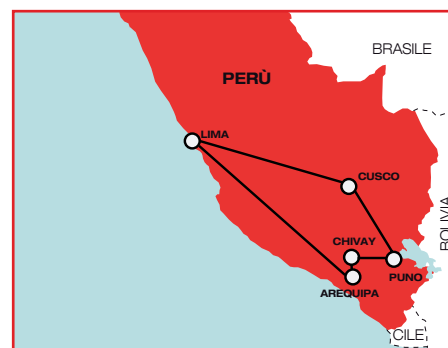 BRASILE
PERÙ
LIMA
CUSCO
BOLIVIA
CHIVAY
PUNO
AREQUIPA
CILE